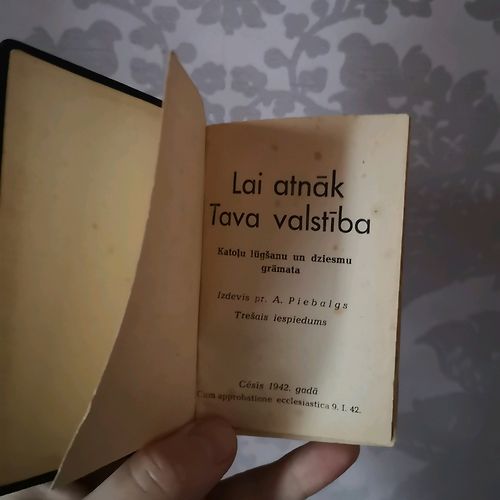 Lai atnāk
Tava valstība
Katoļu lūgšanu un dziesmu
grāmata
Izdevis pr. A. Piebalgs
Trešais iespiedums
Cēsis 1942. gadā
Cum approbatione ecclesiastica 9. I. 42.